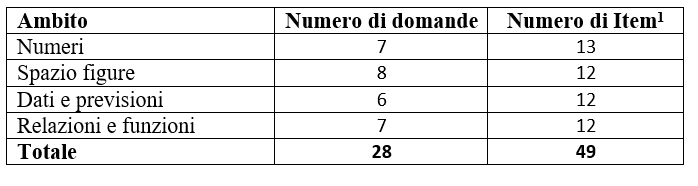 Ambito Numero di domande Numero di Item¹
Numeri 7 13
Spazio figure 8 12
Dati e previsioni 6 12
Relazioni e funzioni 7 12
Totale 28 49